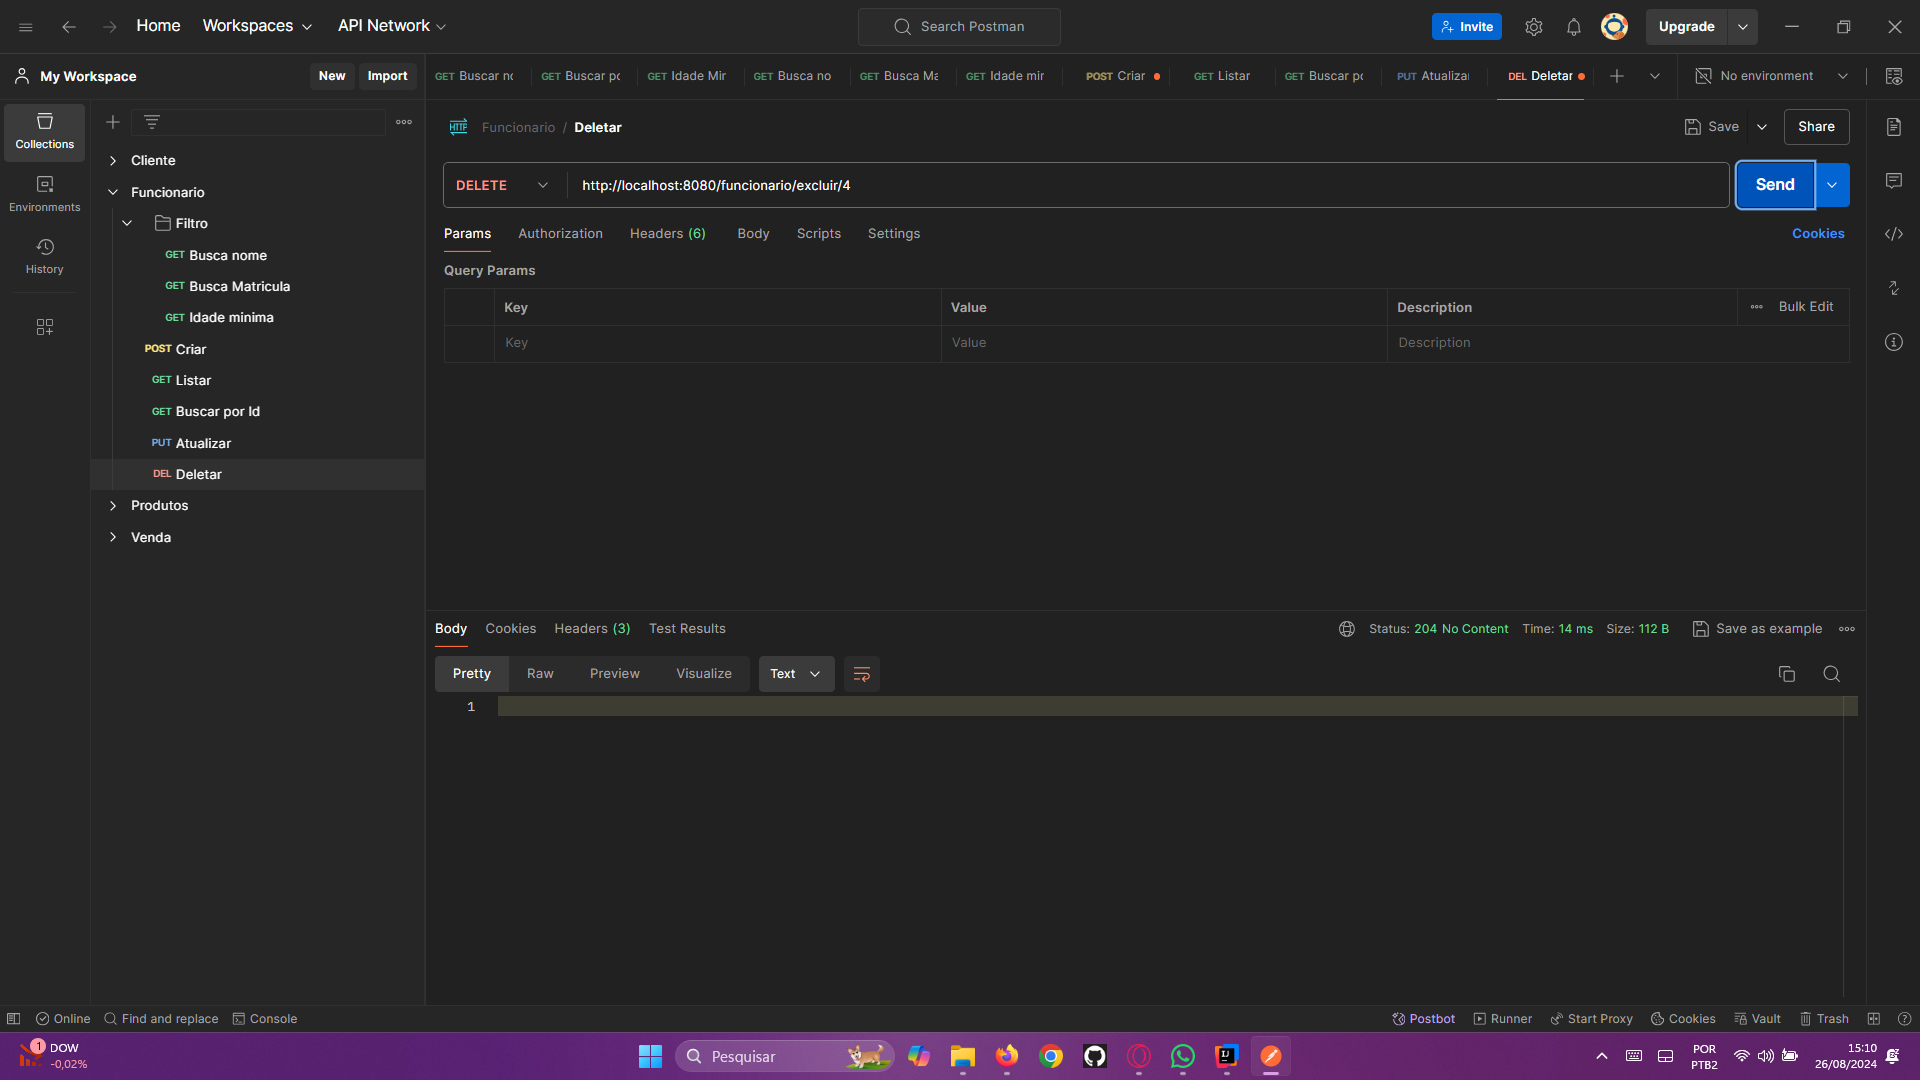 Home Workspaces API Network Search Postman Invite Upgrade
My Workspace New Import GET Buscar no GET Buscar po GET Idade Mir GET Busca no GET Busca Ma GET Idade mir POST Criar GET Listar GET Buscar po PUT Atualizar DEL Deletar No environment
Collections
Environments
History
Cliente
Funcionario
Filtro
GET Busca nome
GET Busca Matricula
GET Idade minima
POST Criar
GET Listar
GET Buscar por Id
PUT Atualizar
DEL Deletar
Produtos
Venda
HTTP Funcionario / Deletar Save Share
DELETE http://localhost:8080/funcionario/excluir/4 Send
Params Authorization Headers (6) Body Scripts Settings Cookies
Query Params
Key Value Description Bulk Edit
Key Value Description
Body Cookies Headers (3) Test Results Status: 204 No Content Time: 14 ms Size: 112 B Save as example
Pretty Raw Preview Visualize Text
1
Online Find and replace Console Postbot Runner Start Proxy Cookies Vault Trash
1 DOW
-0,02%
Pesquisar
POR
PTB2
15:10
26/08/2024